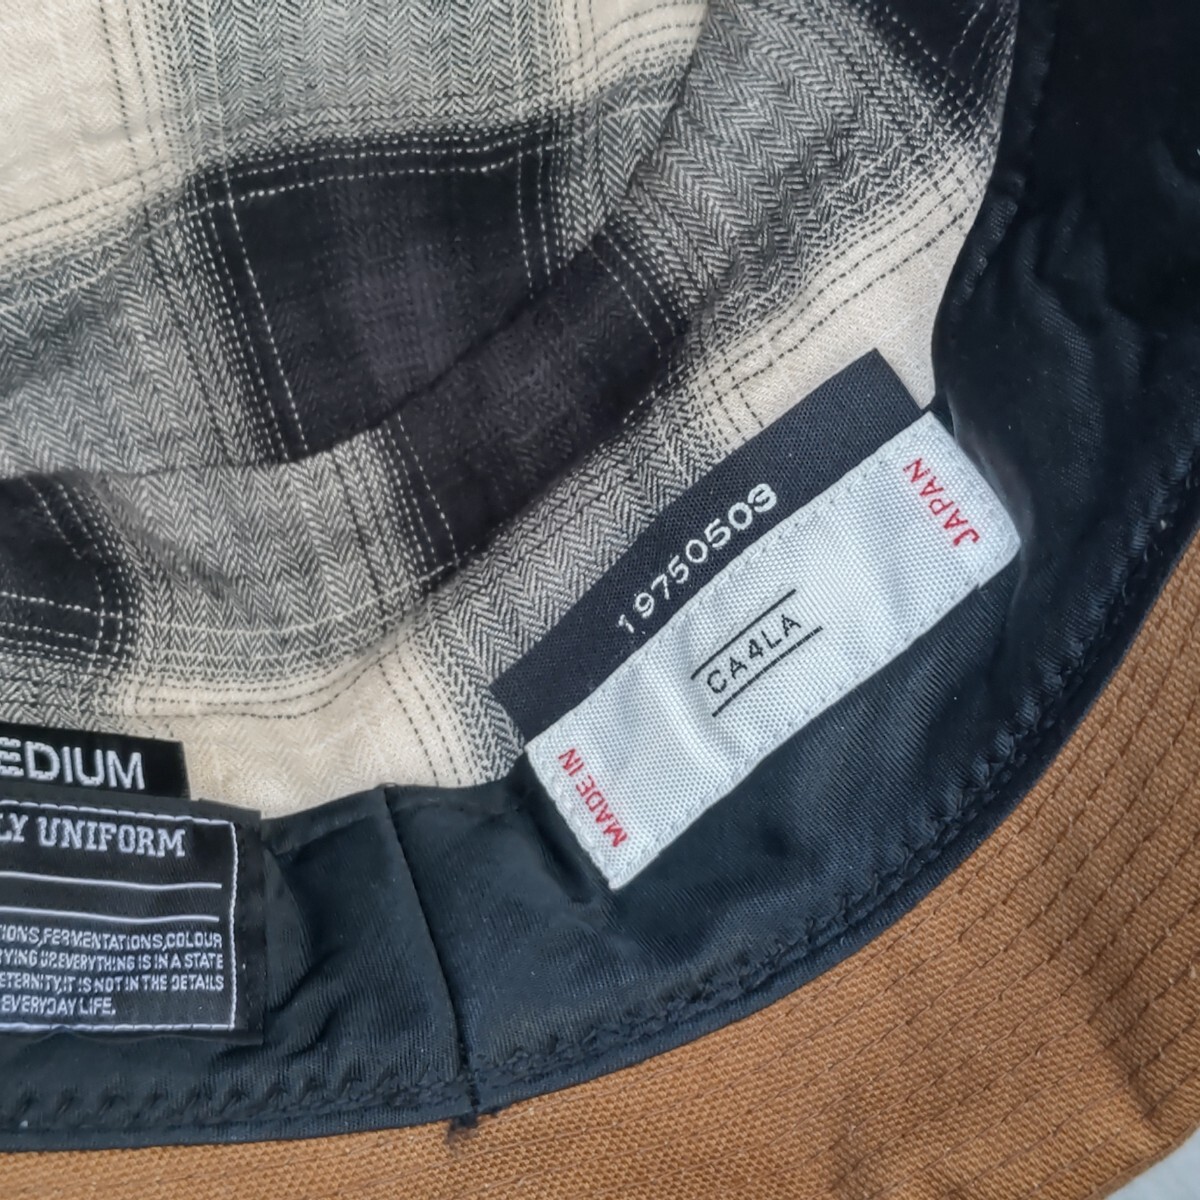 EDIUM
LY UNIFORM
IONS,FERMENTATIONS,COLOUR
YING UP.EVERYTHING IS IN A STATE
ETERNITY,IT IS NOT IN THE DETAILS
EVERYDAY LIFE.
19750503
CA4LA
MADE IN
JAPAN